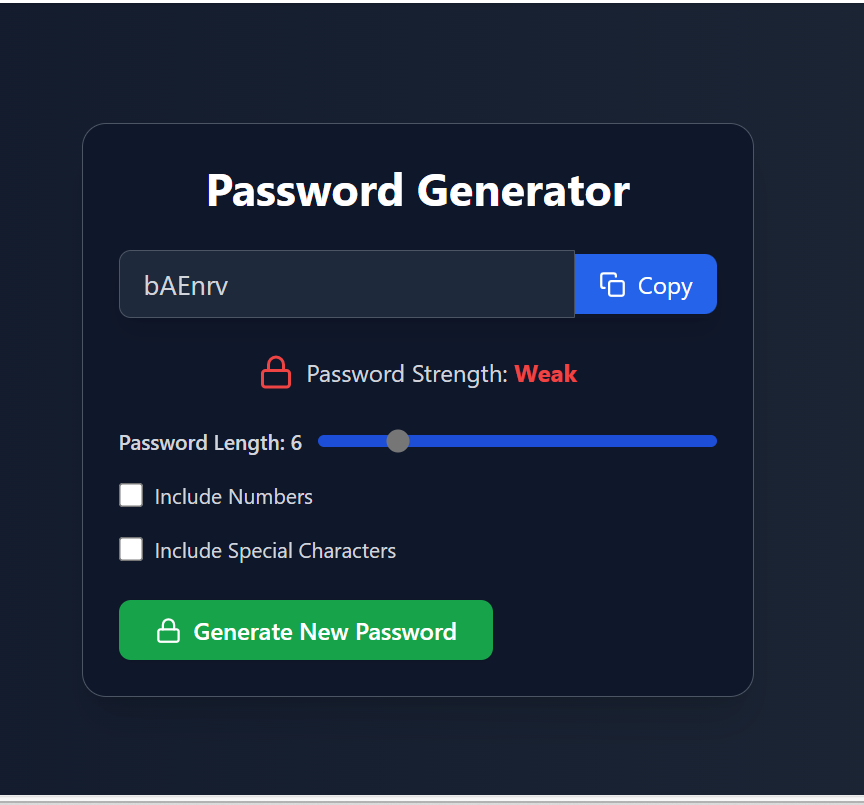 Password Generator
bAEnrv
Copy
Password Strength: Weak
Password Length: 6
Include Numbers
Include Special Characters
Generate New Password